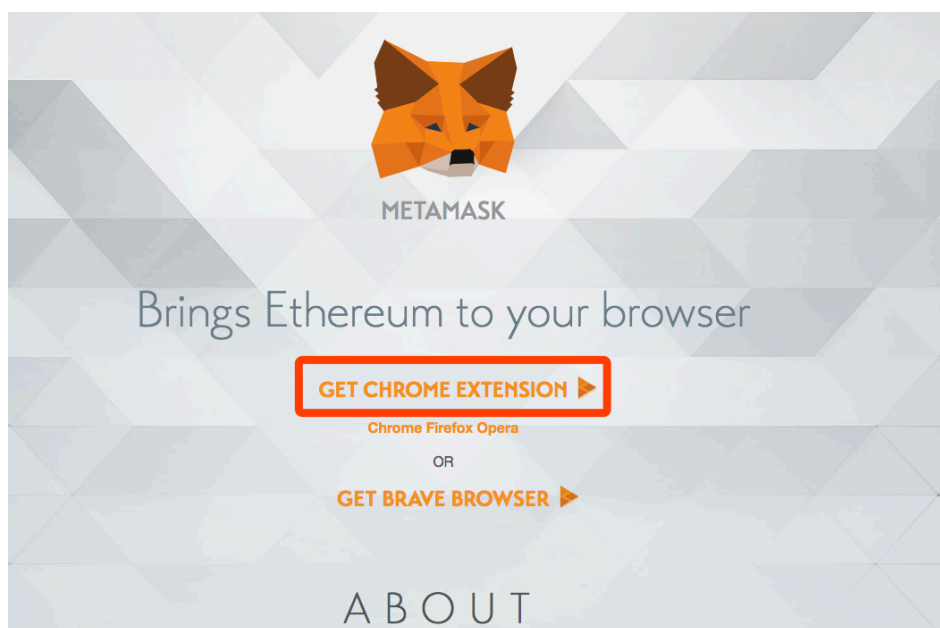 METAMASK
Brings Ethereum to your browser
GET CHROME EXTENSION
Chrome Firefox Opera
OR
GET BRAVE BROWSER
ABOUT